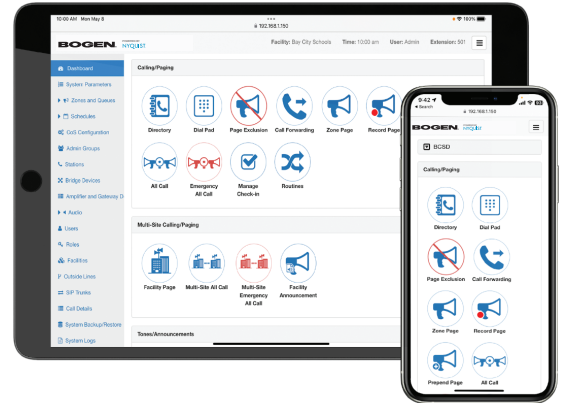 10:00 AM Mon May 8
100%
192.168.1.150
BOGEN.
NYQUIST
Facility: Bay City Schools Time: 10:00 am User: Admin Extension: 501
Dashboard
System Parameters
Zones and Queues
Schedules
CoS Configuration
Admin Groups
Stations
Bridge Devices
Amplifier and Gateway D
Audio
Users
Roles
Facilities
Outside Lines
SIP Trunks
Call Details
System Backup/Restore
System Logs
Calling/Paging
Directory
Dial Pad
Page Exclusion
Call Forwarding
Zone Page
Record Page
All Call
Emergency
All Call
Manage
Check-in
Routines
Multi-Site Calling/Paging
Facility Page
Multi-Site All Call
Multi-Site
Emergency
All Call
Facility
Announcement
Tones/Announcements
9:42
Search
93
192.168.1.150
BOGEN.
NYQUIST
BCSD
Calling/Paging
Directory
Dial Pad
Page Exclusion
Call Forwarding
Zone Page
Record Page
Prepend Page
All Call